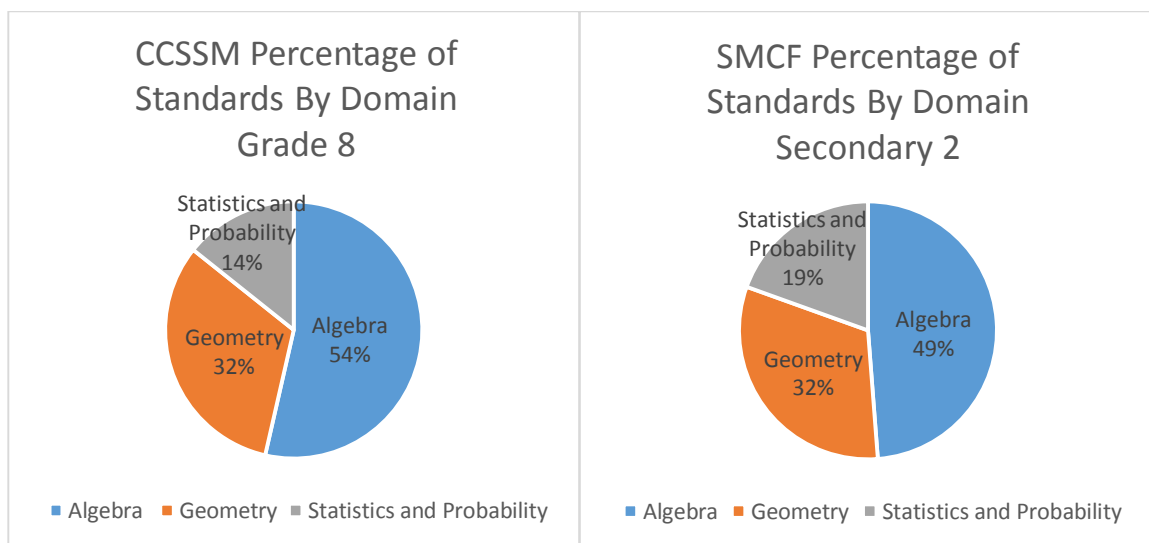 CCSSM Percentage of
Standards By Domain
Grade 8
Statistics and
Probability
14%
Geometry
32%
Algebra
54%
Algebra Geometry Statistics and Probability
SMCF Percentage of
Standards By Domain
Secondary 2
Statistics and
Probability
19%
Geometry
32%
Algebra
49%
Algebra Geometry Statistics and Probability